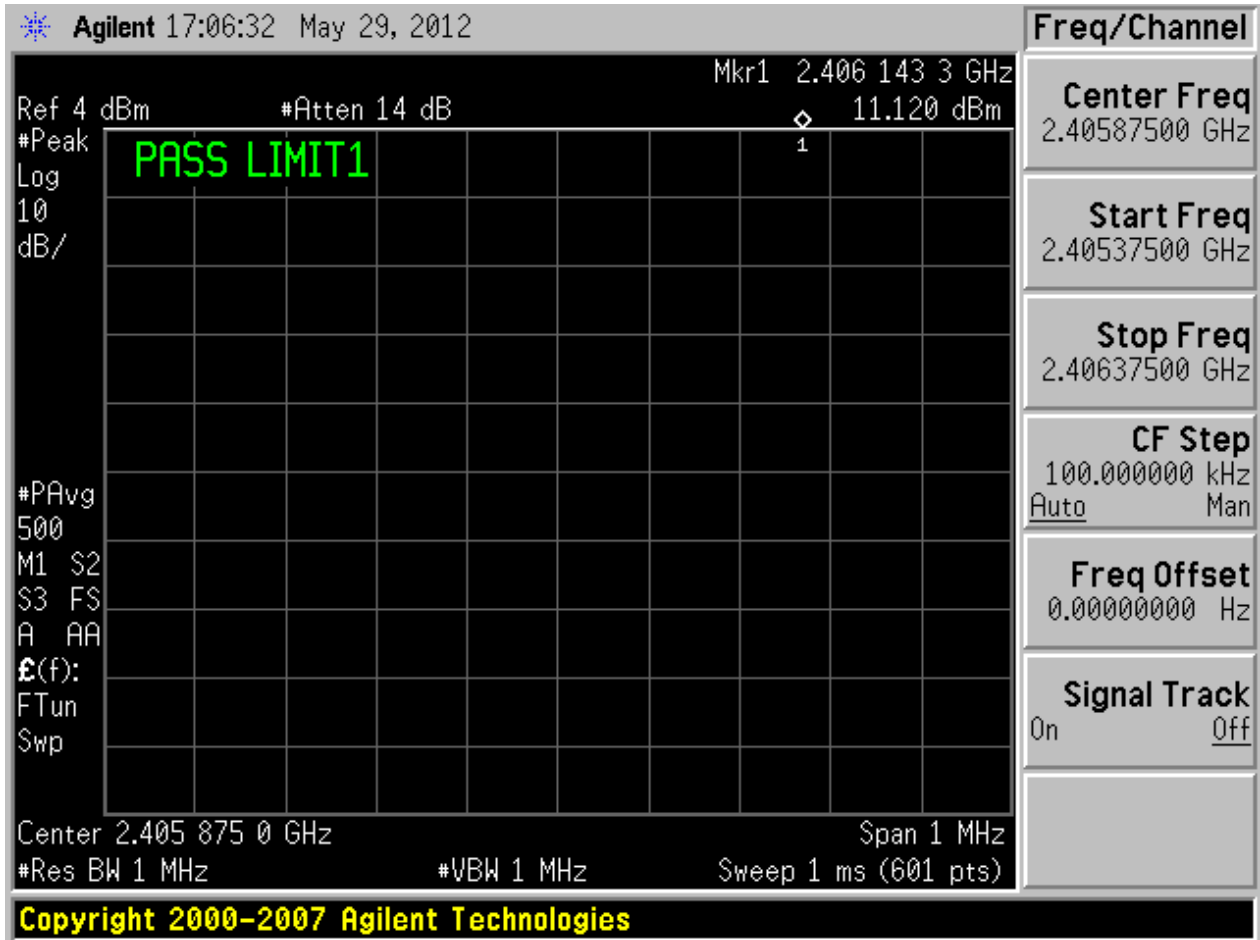 Agilent 17:06:32 May 29, 2012
Freq/Channel
Mkr1 2.406 143 3 GHz
Ref 4 dBm #Atten 14 dB 11.120 dBm
#Peak
Log
10
dB/
PASS LIMIT1
1
#PAvg
500
M1 S2
S3 FS
A AA
£(f):
FTun
Swp
Center 2.405 875 0 GHz Span 1 MHz
#Res BW 1 MHz #VBW 1 MHz Sweep 1 ms (601 pts)
Center Freq
2.40587500 GHz
Start Freq
2.40537500 GHz
Stop Freq
2.40637500 GHz
CF Step
100.000000 kHz
Auto Man
Freq Offset
0.00000000 Hz
Signal Track
On Off
Copyright 2000-2007 Agilent Technologies